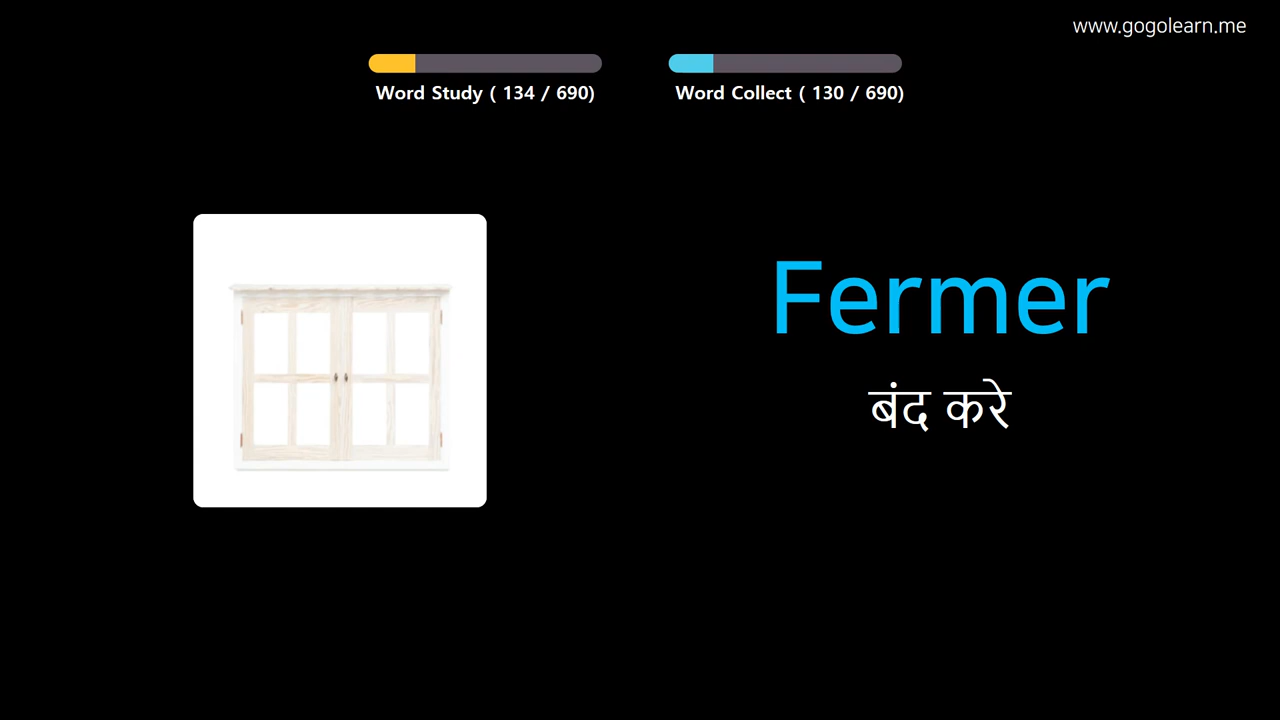 www.gogolearn.me
Word Study ( 134 / 690)
Word Collect ( 130 / 690)
Fermer
बंद करे